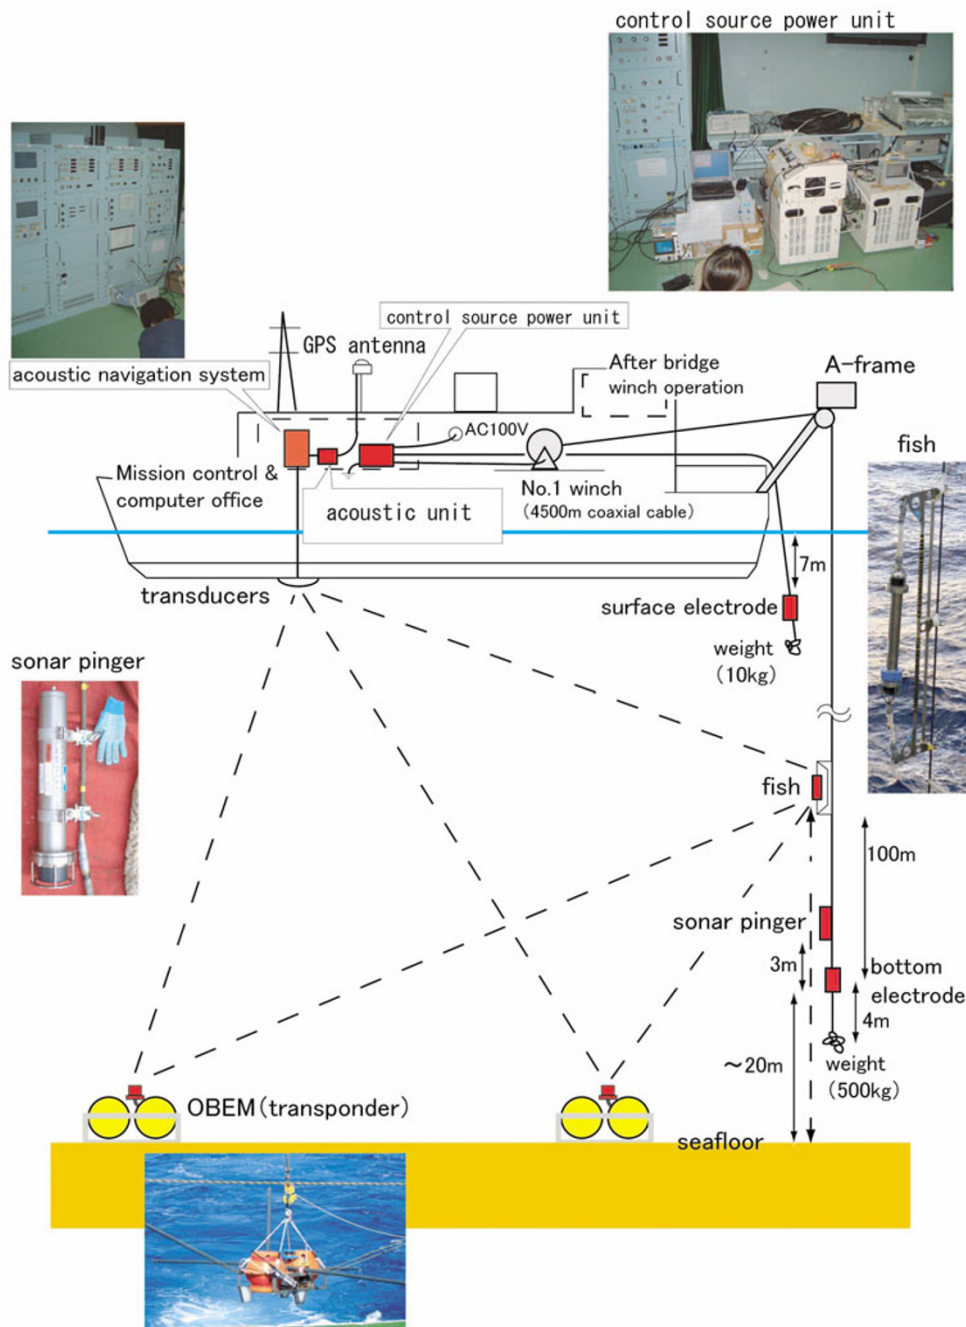 control source power unit
control source power unit
GPS antenna
acoustic navigation system
After bridge
winch operation
A-frame
fish
AC100V
Mission control &
computer office
acoustic unit
No.1 winch
(4500m coaxial cable)
7m
transducers
surface electrode
weight
(10kg)
sonar pinger
fish
100m
sonar pinger
3m
bottom
electrode
4m
~20m
weight
(500kg)
OBEM(transponder)
seafloor